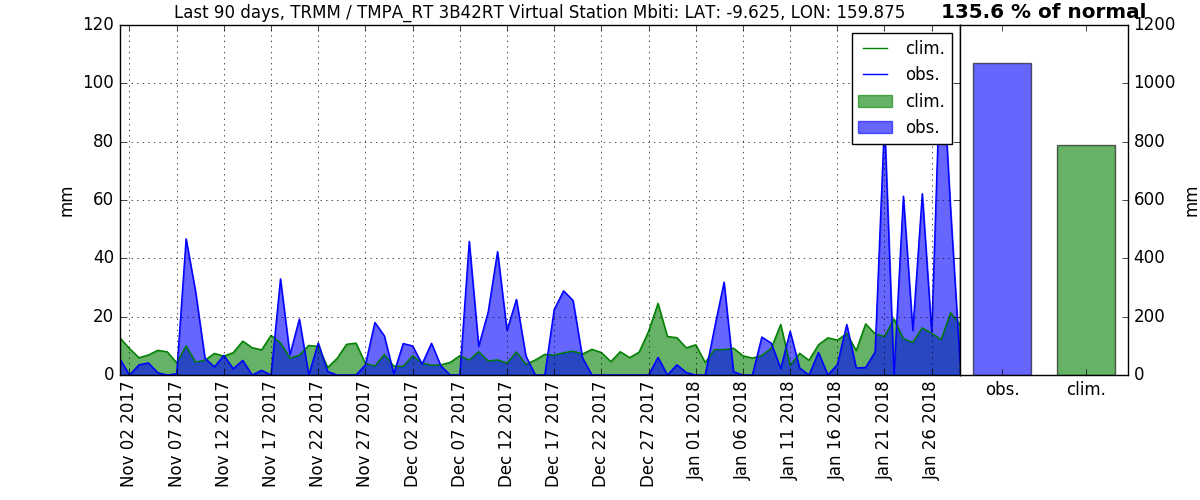 Last 90 days, TRMM / TMPA_RT 3B42RT Virtual Station Mbiti: LAT: -9.625, LON: 159.875
135.6 % of normal
120
100
80
60
40
20
0
mm
clim.
obs.
clim.
obs.
1200
1000
800
600
400
200
0
mm
obs.
clim.
Nov 02 2017
Nov 07 2017
Nov 12 2017
Nov 17 2017
Nov 22 2017
Nov 27 2017
Dec 02 2017
Dec 07 2017
Dec 12 2017
Dec 17 2017
Dec 22 2017
Dec 27 2017
Jan 01 2018
Jan 06 2018
Jan 11 2018
Jan 16 2018
Jan 21 2018
Jan 26 2018